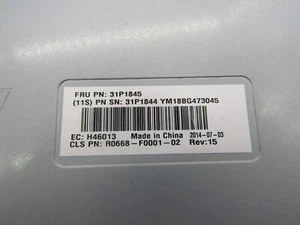 FRU PN: 31P1845
(11S) PN SN: 31P1844 YM18BG473045
EC: H46013 Made in China 2014-07-03
CLS PN: R0668-F0001-02 Rev:15